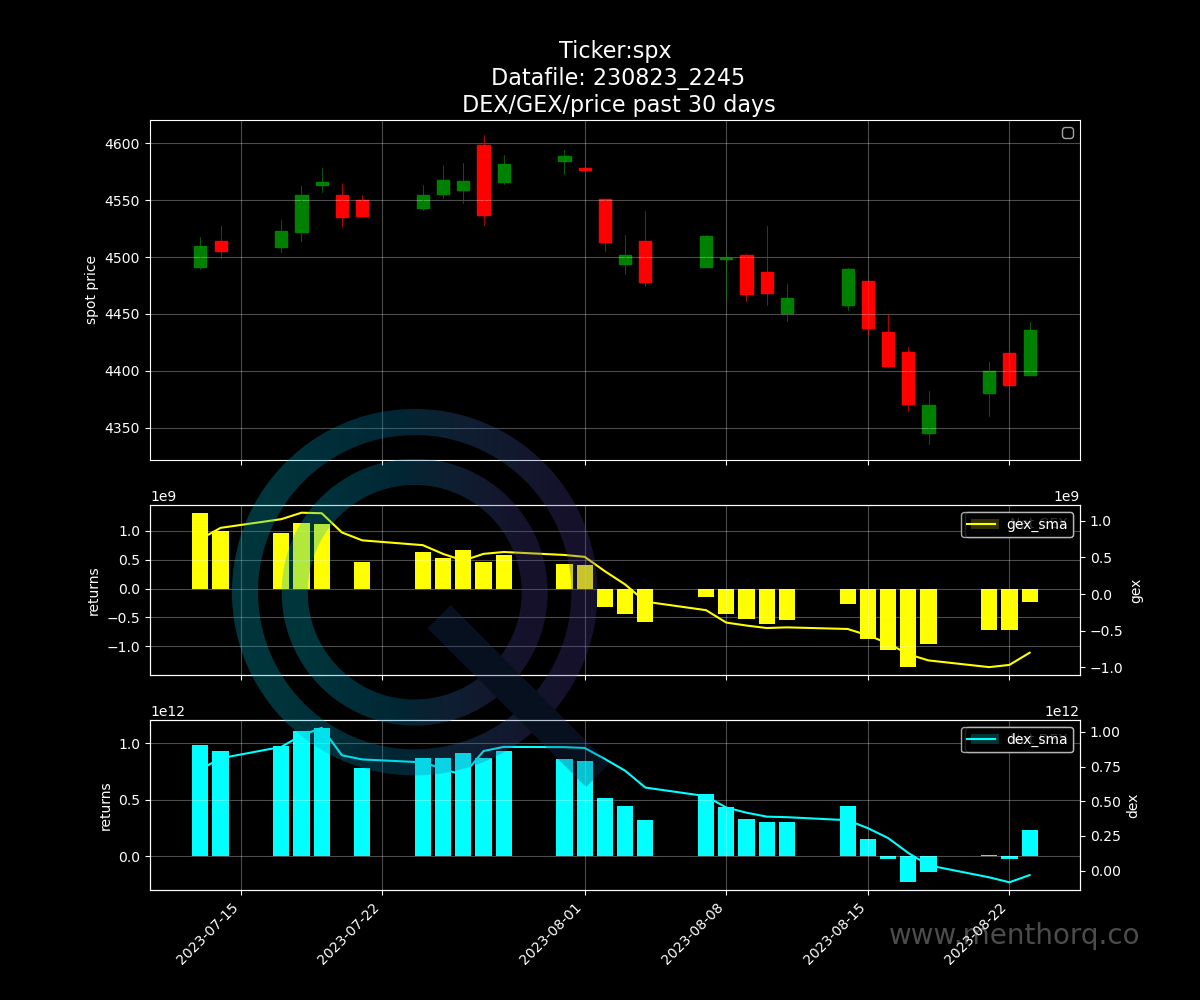 Ticker:spx
Datafile: 230823_2245
DEX/GEX/price past 30 days
4600
4550
4500
4450
4400
4350
spot price
1e9
1e9
gex_sma
1.0
0.5
0.0
−0.5
−1.0
returns
1.0
0.5
0.0
−0.5
−1.0
gex
1e12
1e12
dex_sma
1.0
0.5
0.0
returns
1.00
0.75
0.50
0.25
0.00
dex
2023-07-15
2023-07-22
2023-08-01
2023-08-08
2023-08-15
2023-08-22
www.menthorq.co